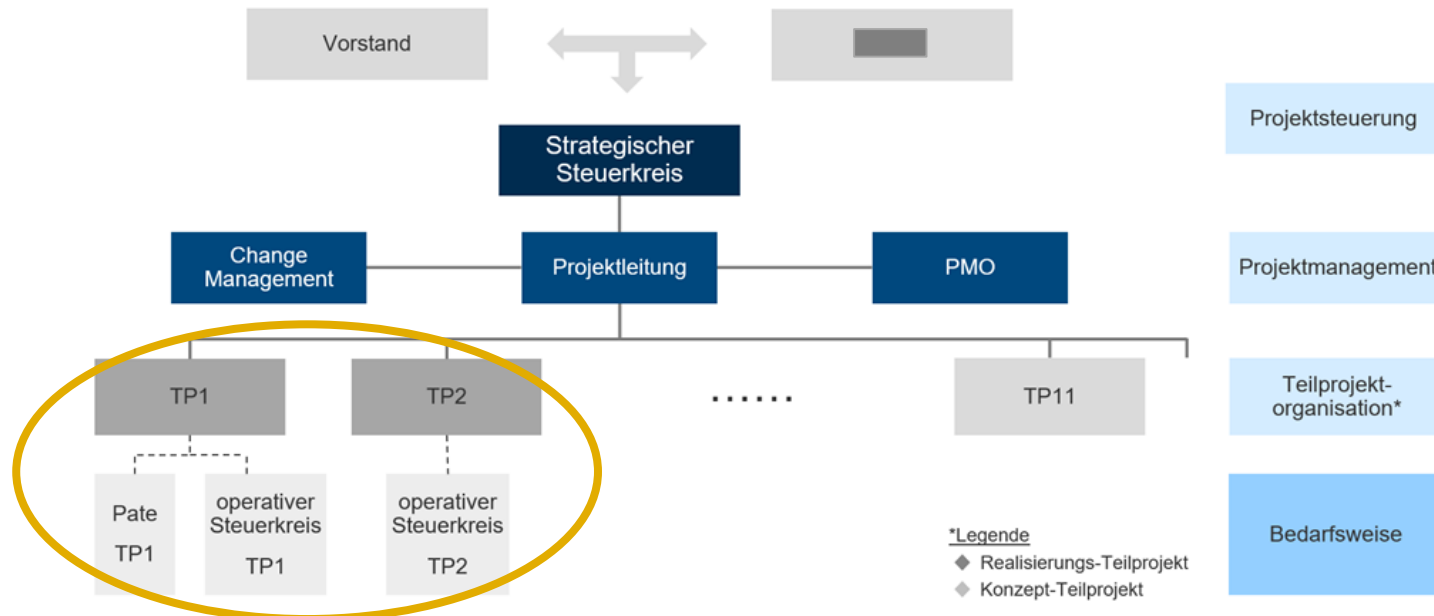 Vorstand
Strategischer
Steuerkreis
Projektsteuerung
Change
Management
Projektleitung
PMO
Projektmanagement
TP1
TP2
......
TP11
Teilprojekt-
organisation*
Pate
TP1
operativer
Steuerkreis
TP1
operativer
Steuerkreis
TP2
Bedarfsweise
*Legende
Realisierungs-Teilprojekt
Konzept-Teilprojekt